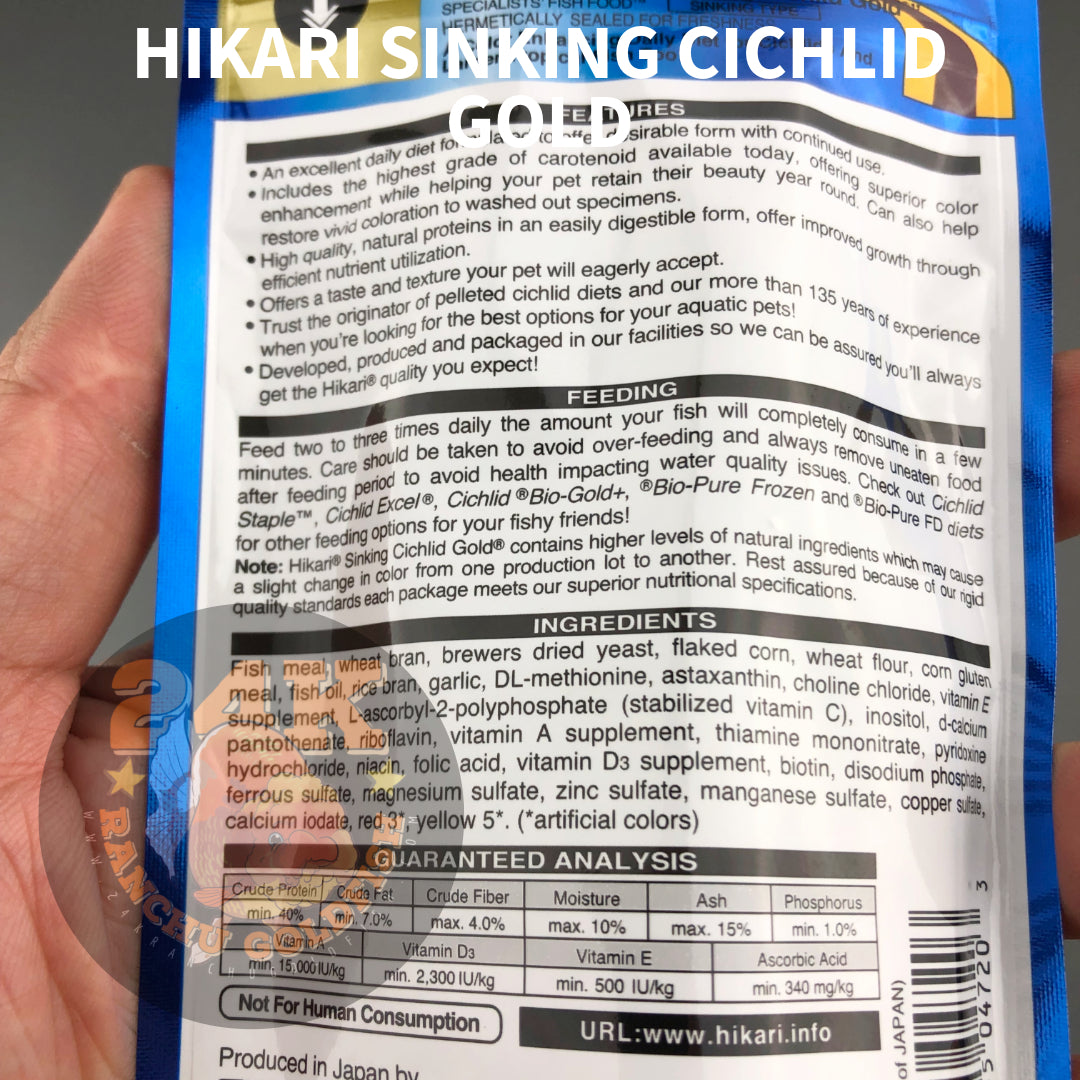 HIKARI SINKING CICHLID
GOLD
SPECIALISTS' FISH FOOD™
SINKING TYPE
HERMETICALLY SEALED FOR FRESHNESS
FEATURES
• An excellent daily diet formulated to offer desirable form with continued use.
• Includes the highest grade of carotenoid available today, offering superior color
enhancement while helping your pet retain their beauty year round. Can also help
restore vivid coloration to washed out specimens.
• High quality, natural proteins in an easily digestible form, offer improved growth through
efficient nutrient utilization.
• Offers a taste and texture your pet will eagerly accept.
• Trust the originator of pelleted cichlid diets and our more than 135 years of experience
when you're looking for the best options for your aquatic pets!
• Developed, produced and packaged in our facilities so we can be assured you'll always
get the Hikari® quality you expect!
FEEDING
Feed two to three times daily the amount your fish will completely consume in a few
minutes. Care should be taken to avoid over-feeding and always remove uneaten food
after feeding period to avoid health impacting water quality issues. Check out Cichlid
Staple™, Cichlid Excel®, Cichlid ®Bio-Gold+, ®Bio-Pure Frozen and ®Bio-Pure FD diets
for other feeding options for your fishy friends!
Note: Hikari® Sinking Cichlid Gold® contains higher levels of natural ingredients which may cause
a slight change in color from one production lot to another. Rest assured because of our rigid
quality standards each package meets our superior nutritional specifications.
INGREDIENTS
Fish meal, wheat bran, brewers dried yeast, flaked corn, wheat flour, corn gluten
meal, fish oil, rice bran, garlic, DL-methionine, astaxanthin, choline chloride, vitamin E
supplement, L-ascorbyl-2-polyphosphate (stabilized vitamin C), inositol, d-calcium
pantothenate, riboflavin, vitamin A supplement, thiamine mononitrate, pyridoxine
hydrochloride, niacin, folic acid, vitamin D3 supplement, biotin, disodium phosphate,
ferrous sulfate, magnesium sulfate, zinc sulfate, manganese sulfate, copper sulfate,
calcium iodate, red 3*, yellow 5*. (*artificial colors)
GUARANTEED ANALYSIS
Crude Protein Crude Fat Crude Fiber Moisture Ash Phosphorus
min. 40% min. 7.0% max. 4.0% max. 10% max. 15% min. 1.0%
Vitamin A Vitamin D3 Vitamin E Ascorbic Acid
min. 15,000 IU/kg min. 2,300 IU/kg min. 500 IU/kg min. 340 mg/kg
Not For Human Consumption
URL:www.hikari.info
Produced in Japan by
of JAPAN)
5 04720 3
24K
RANCHU GOLDFISH